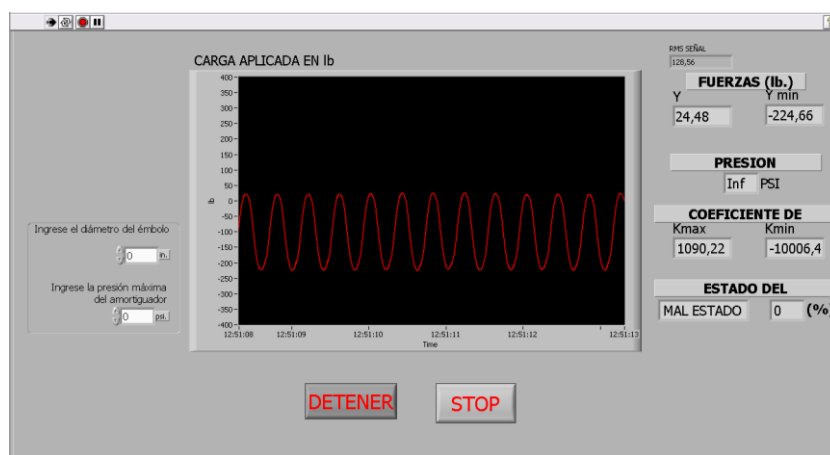 RMS SEÑAL
128,56
CARGA APLICADA EN lb
FUERZAS (lb.)
Y
Y min
24,48
-224,66
PRESION
Inf PSI
COEFICIENTE DE
Kmax
Kmin
1090,22
-10006,4
ESTADO DEL
MAL ESTADO
0 (%)
400
350
300
250
200
150
100
50
0
-50
-100
-150
-200
-250
-300
-350
-400
lb
12:51:08
12:51:09
12:51:10
12:51:11
12:51:12
12:51:13
Time
Ingrese el diámetro del émbolo
0 in.
Ingrese la presión máxima
del amortiguador
0 psi.
DETENER
STOP